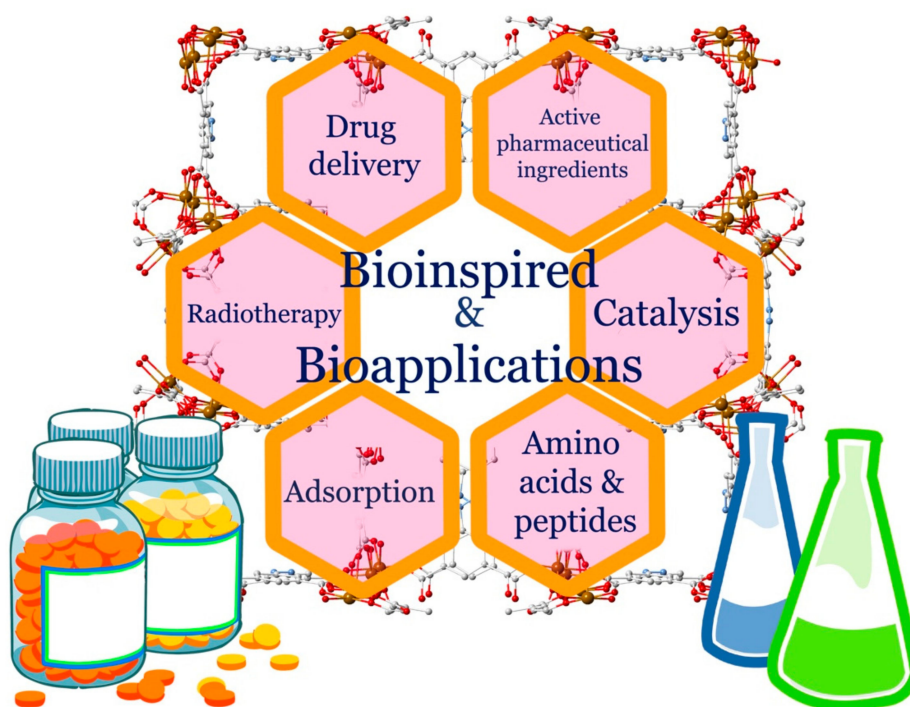 Drug
delivery
Active
pharmaceutical
ingredients
Radiotherapy
Bioinspired
&
Bioapplications
Catalysis
Adsorption
Amino
acids &
peptides